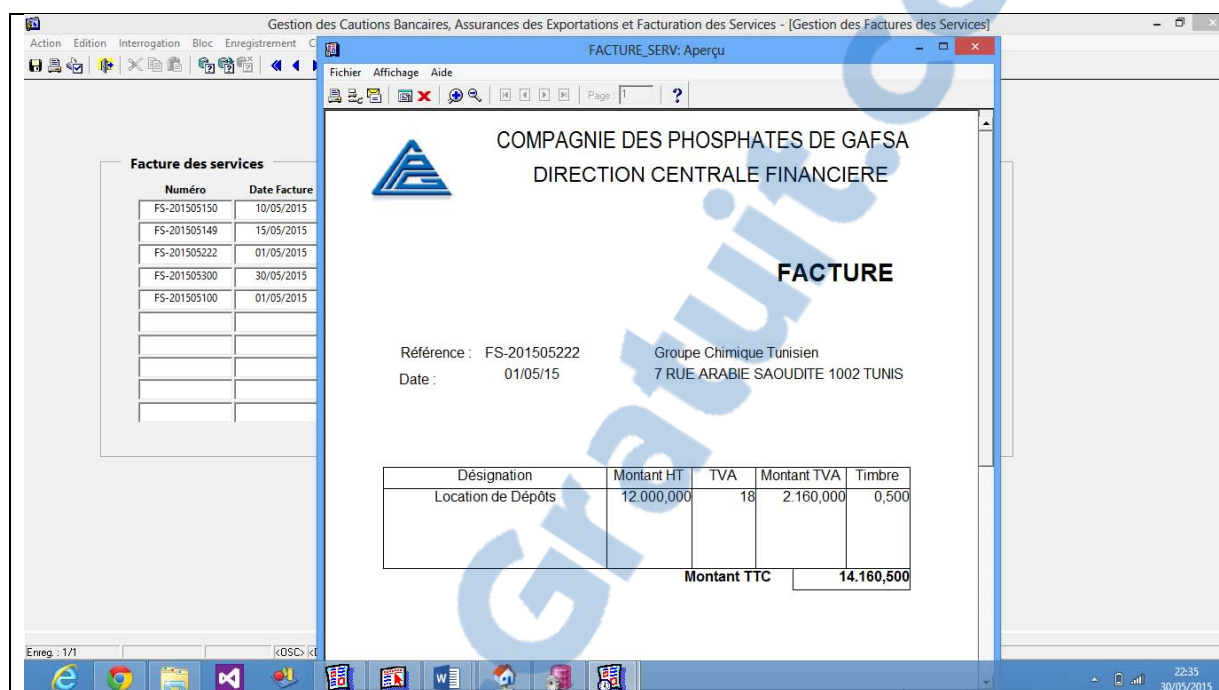 Gestion des Cautions Bancaires, Assurances des Exportations et Facturation des Services - [Gestion des Factures des Services]
Action Edition Interrogation Bloc Enregistrement C
FACTURE_SERV: Aperçu
Fichier Affichage Aide
Page : 1
COMPAGNIE DES PHOSPHATES DE GAFSA
DIRECTION CENTRALE FINANCIERE
Facture des services
Numéro Date Facture
FS-201505150 10/05/2015
FS-201505149 15/05/2015
FS-201505222 01/05/2015
FS-201505300 30/05/2015
FS-201505100 01/05/2015
FACTURE
Référence : FS-201505222 Groupe Chimique Tunisien
Date : 01/05/15 7 RUE ARABIE SAOUDITE 1002 TUNIS
Désignation Montant HT TVA Montant TVA Timbre
Location de Dépôts 12.000,000 18 2.160,000 0,500
Montant TTC 14.160,500
Enreg. : 1/1 <OSC>
22:35
30/05/2015
Gratuit.c